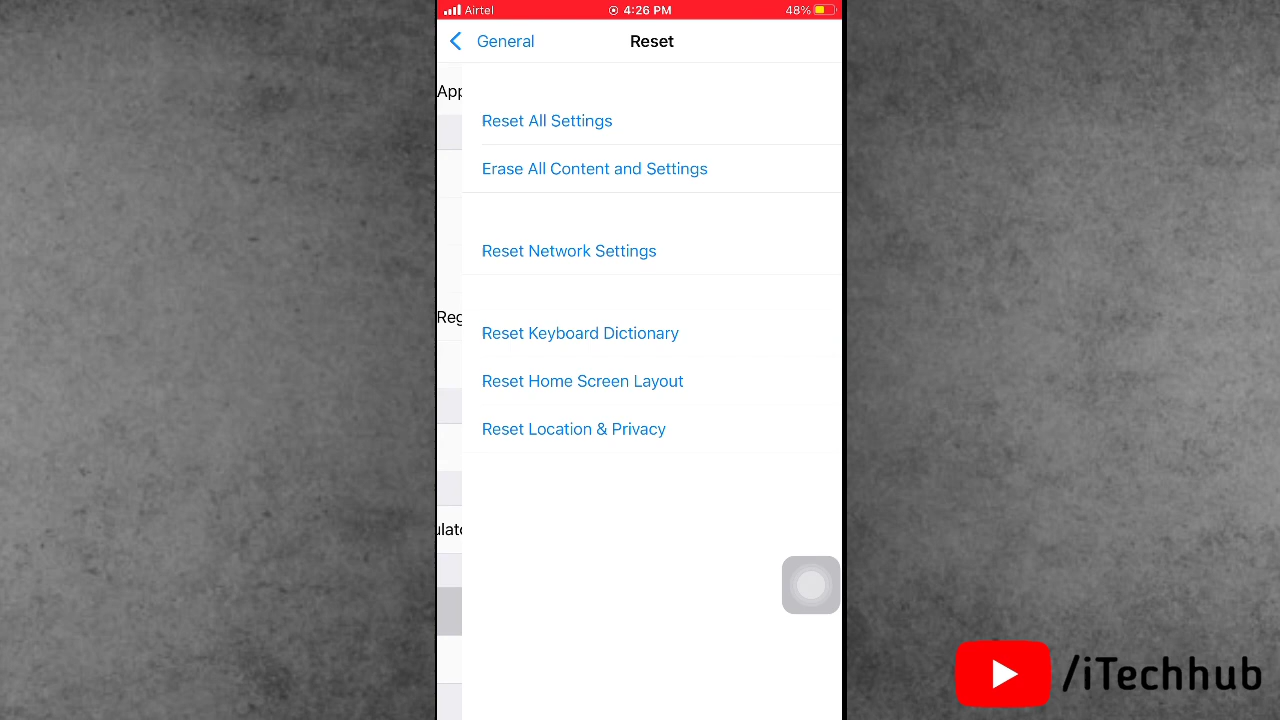 Airtel 4:26 PM 48%
General Reset
App
Reset All Settings
Erase All Content and Settings
Reset Network Settings
Reg
Reset Keyboard Dictionary
Reset Home Screen Layout
Reset Location & Privacy
ulato
/iTechhub